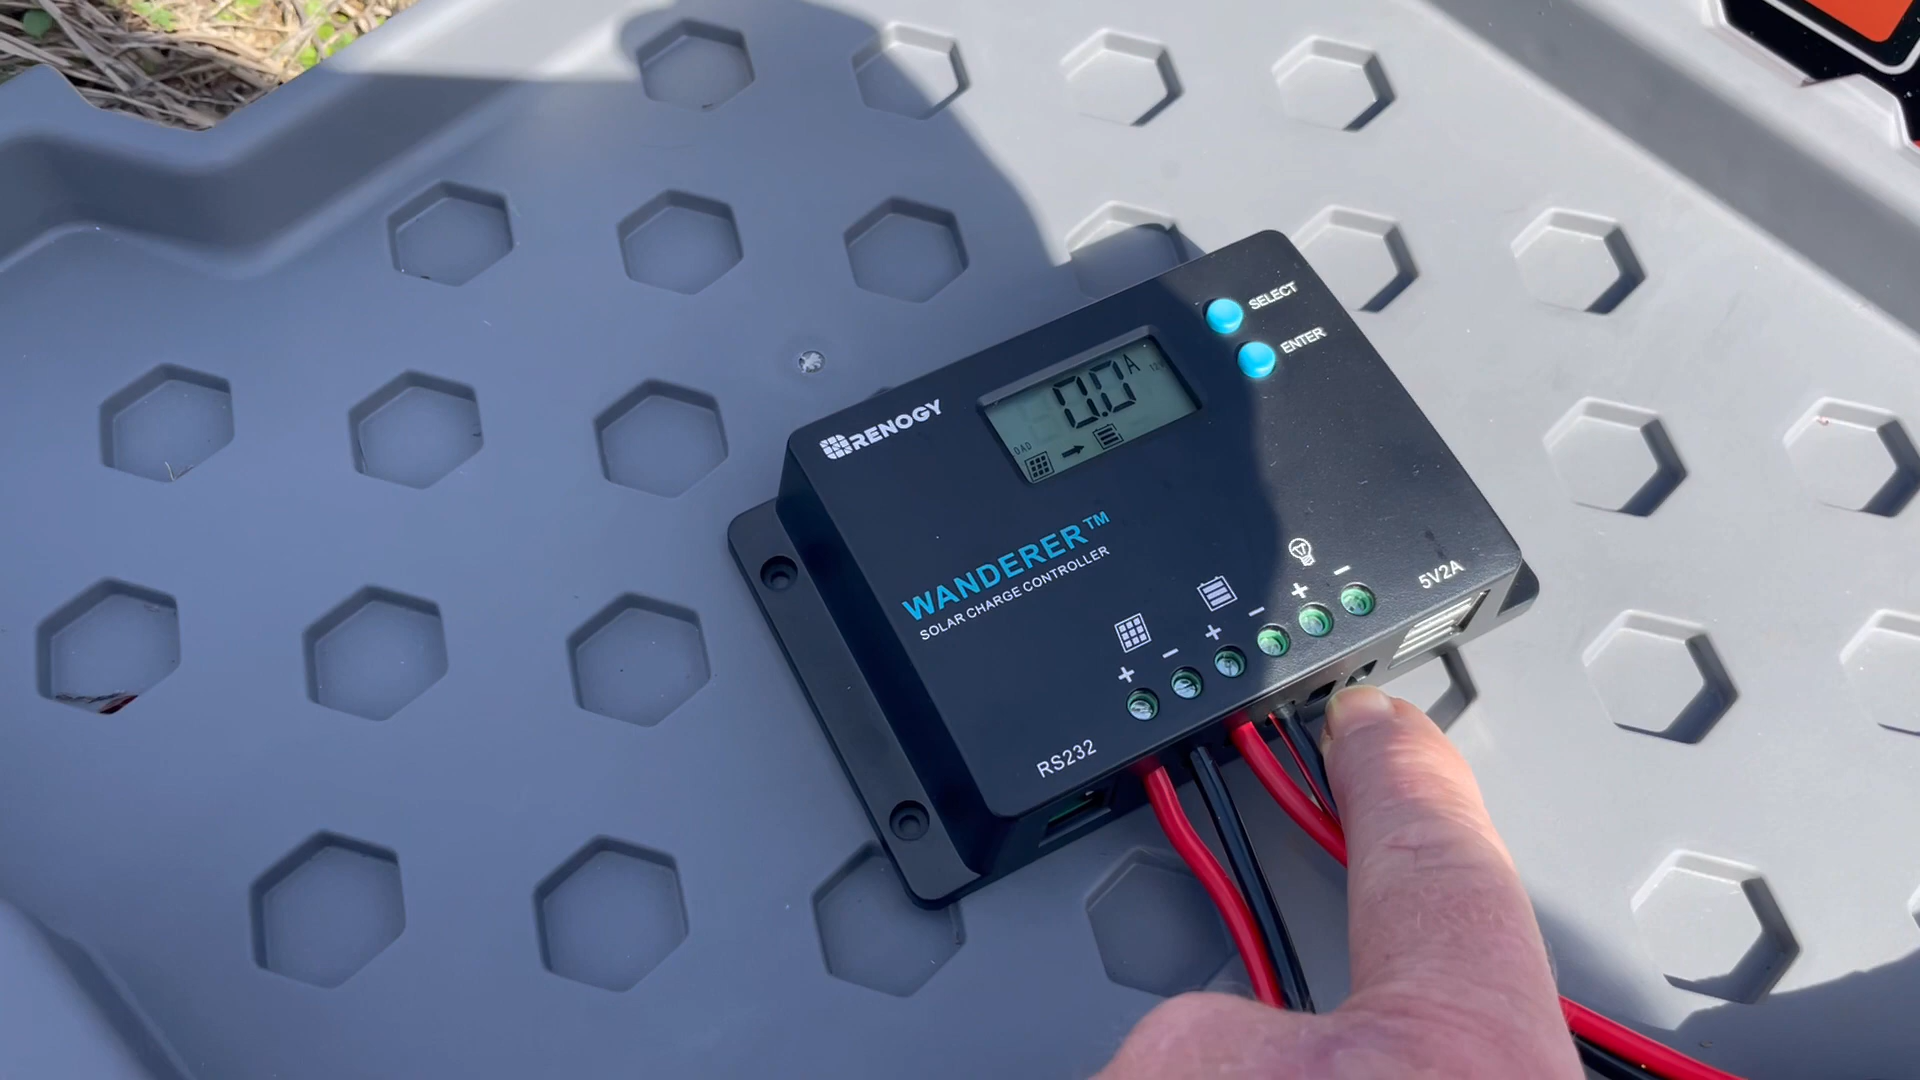 SELECT
ENTER
0.0 A
RENOGY
WANDERER™
SOLAR CHARGE CONTROLLER
+ −
+ −
+ −
5V2A
RS232